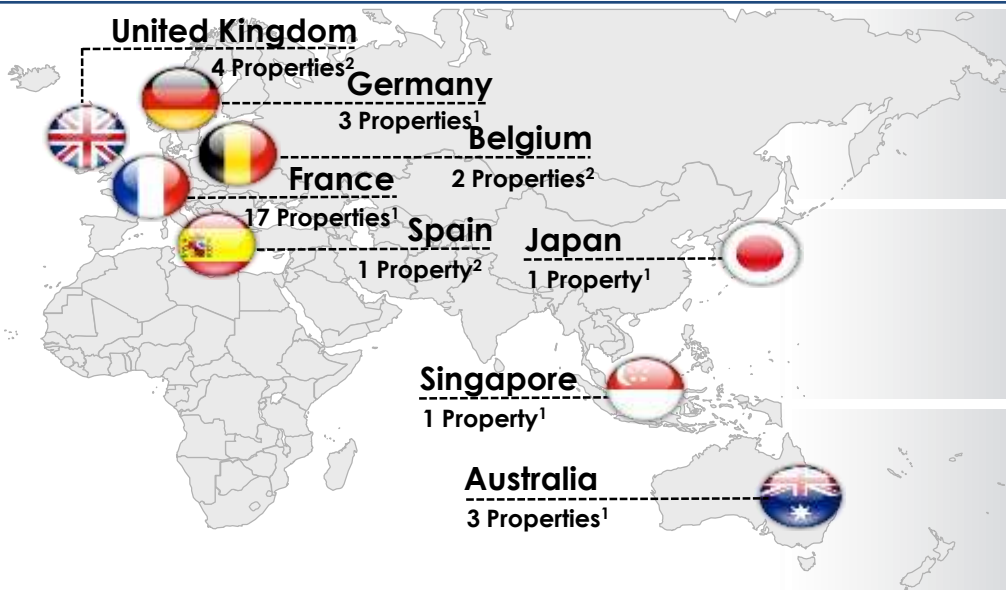 United Kingdom
4 Properties²
Germany
3 Properties¹
Belgium
2 Properties²
France
17 Properties¹
Spain
1 Property²
Japan
1 Property¹
Singapore
1 Property¹
Australia
3 Properties¹